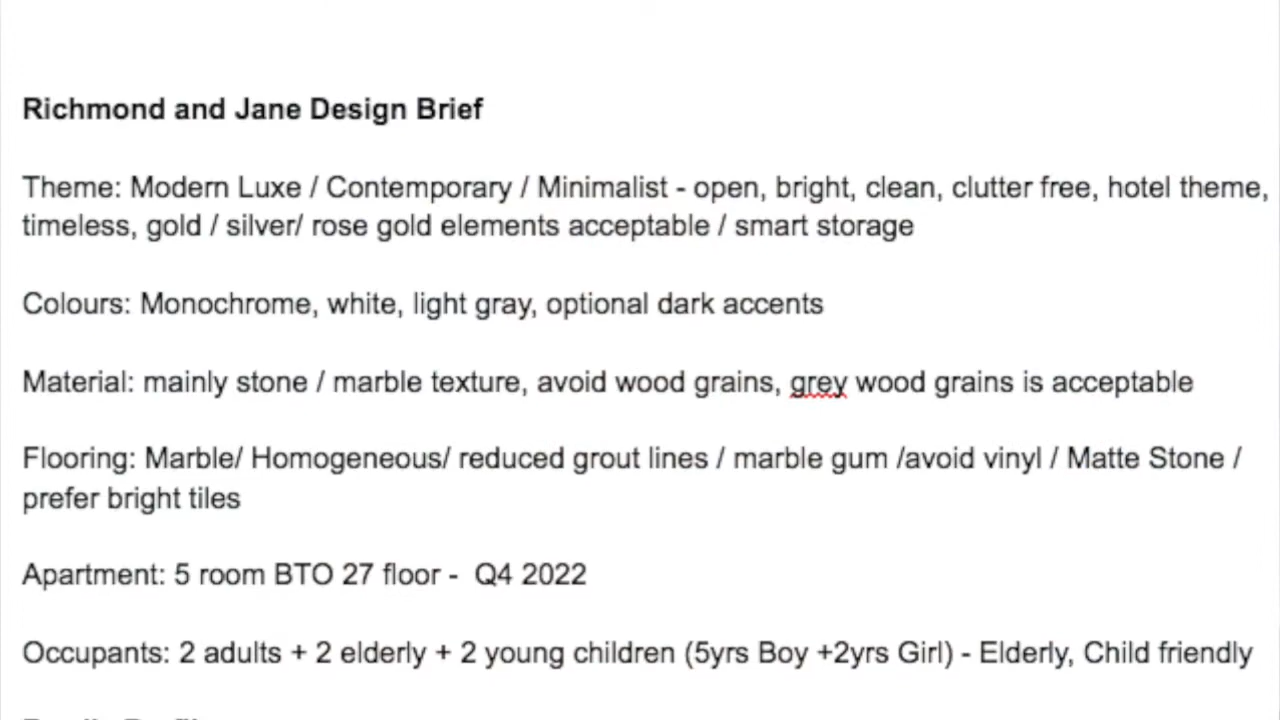 Richmond and Jane Design Brief
Theme: Modern Luxe / Contemporary / Minimalist - open, bright, clean, clutter free, hotel theme,
timeless, gold / silver/ rose gold elements acceptable / smart storage
Colours: Monochrome, white, light gray, optional dark accents
Material: mainly stone / marble texture, avoid wood grains, grey wood grains is acceptable
Flooring: Marble/ Homogeneous/ reduced grout lines / marble gum /avoid vinyl / Matte Stone /
prefer bright tiles
Apartment: 5 room BTO 27 floor - Q4 2022
Occupants: 2 adults + 2 elderly + 2 young children (5yrs Boy +2yrs Girl) - Elderly, Child friendly